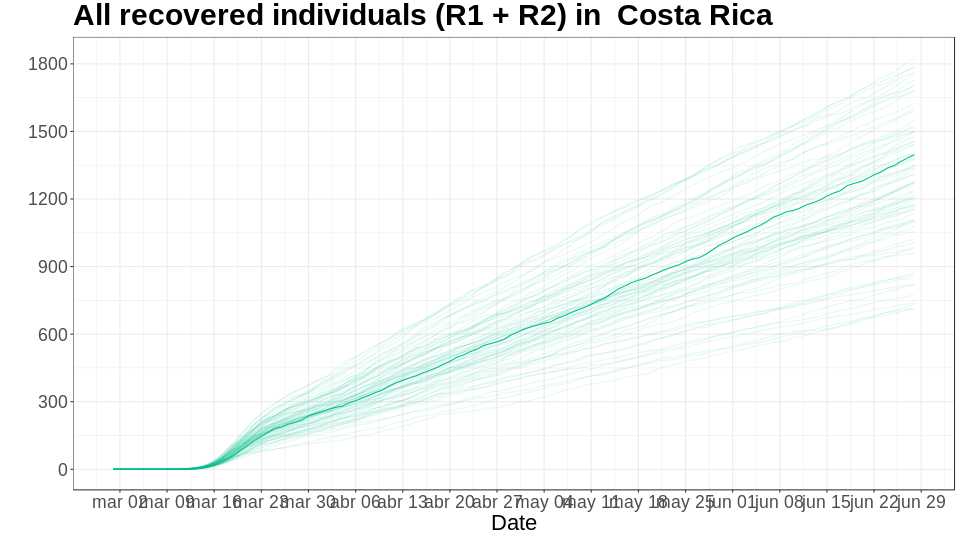 All recovered individuals (R1 + R2) in  Costa Rica
1800
1500
1200
900
600
300
0
mar 02 mar 09 mar 16 mar 23 mar 30 abr 06 abr 13 abr 20 abr 27 may 04 may 11 may 18 may 25 jun 01 jun 08 jun 15 jun 22 jun 29
Date